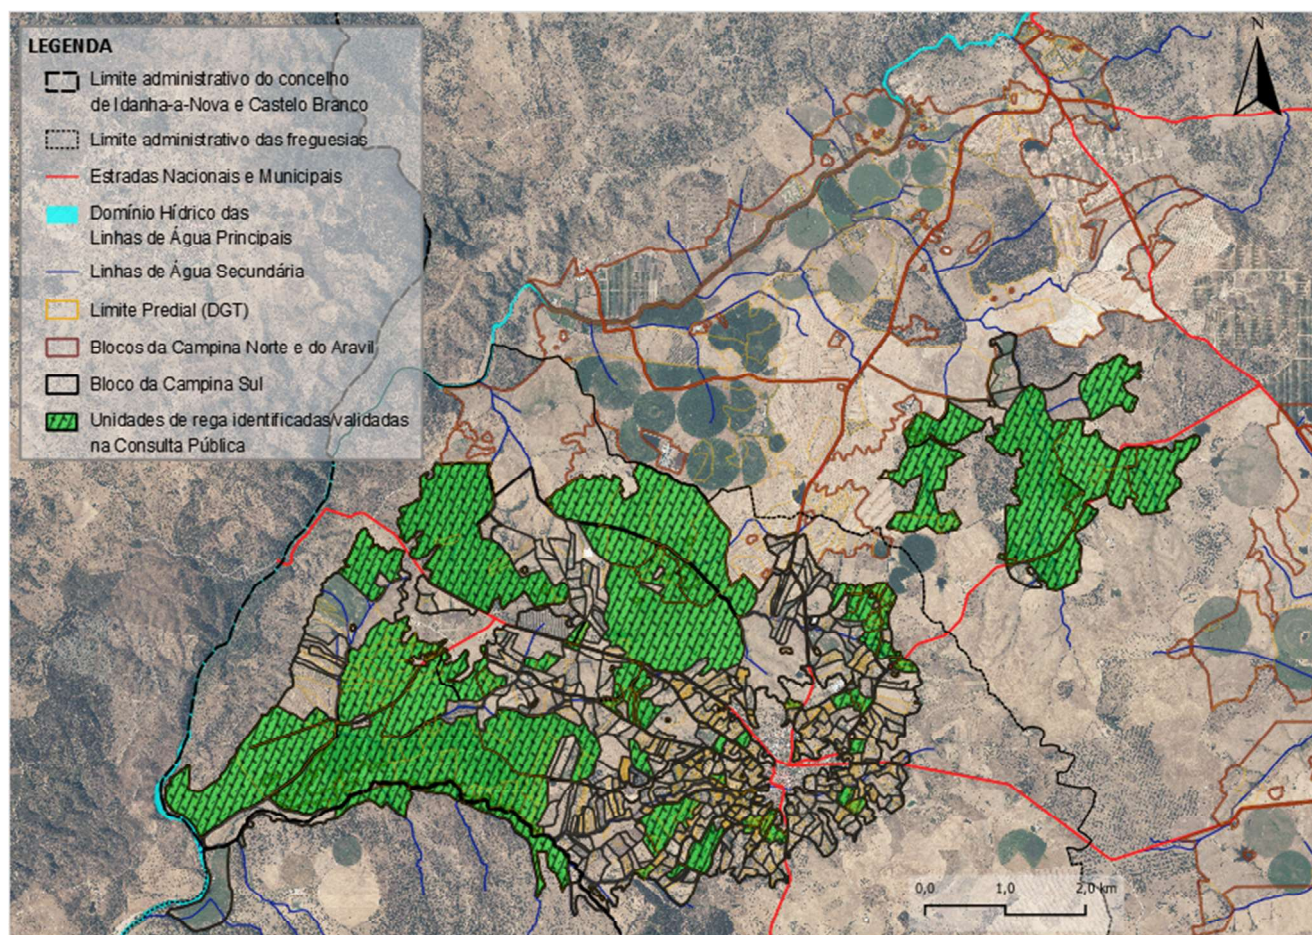 LEGENDA
Limite administrativo do concelho
de Idanha-a-Nova e Castelo Branco
Limite administrativo das freguesias
Estradas Nacionais e Municipais
Domínio Hídrico das
Linhas de Água Principais
Linhas de Água Secundária
Limite Predial (DGT)
Blocos da Campina Norte e do Aravil
Bloco da Campina Sul
Unidades de rega identificadas/validadas
na Consulta Pública
N
0,0 1,0 2,0 km